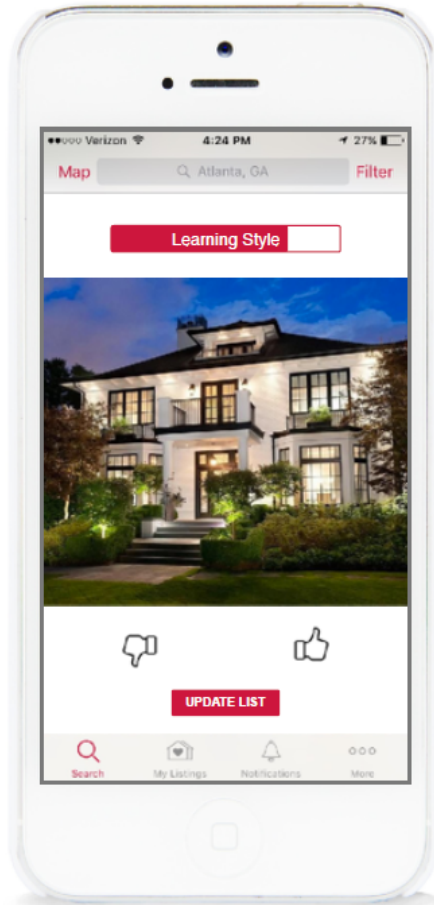 Verizon 4:24 PM 27%
Map Atlanta, GA Filter
Learning Style
UPDATE LIST
Search My Listings Notifications More